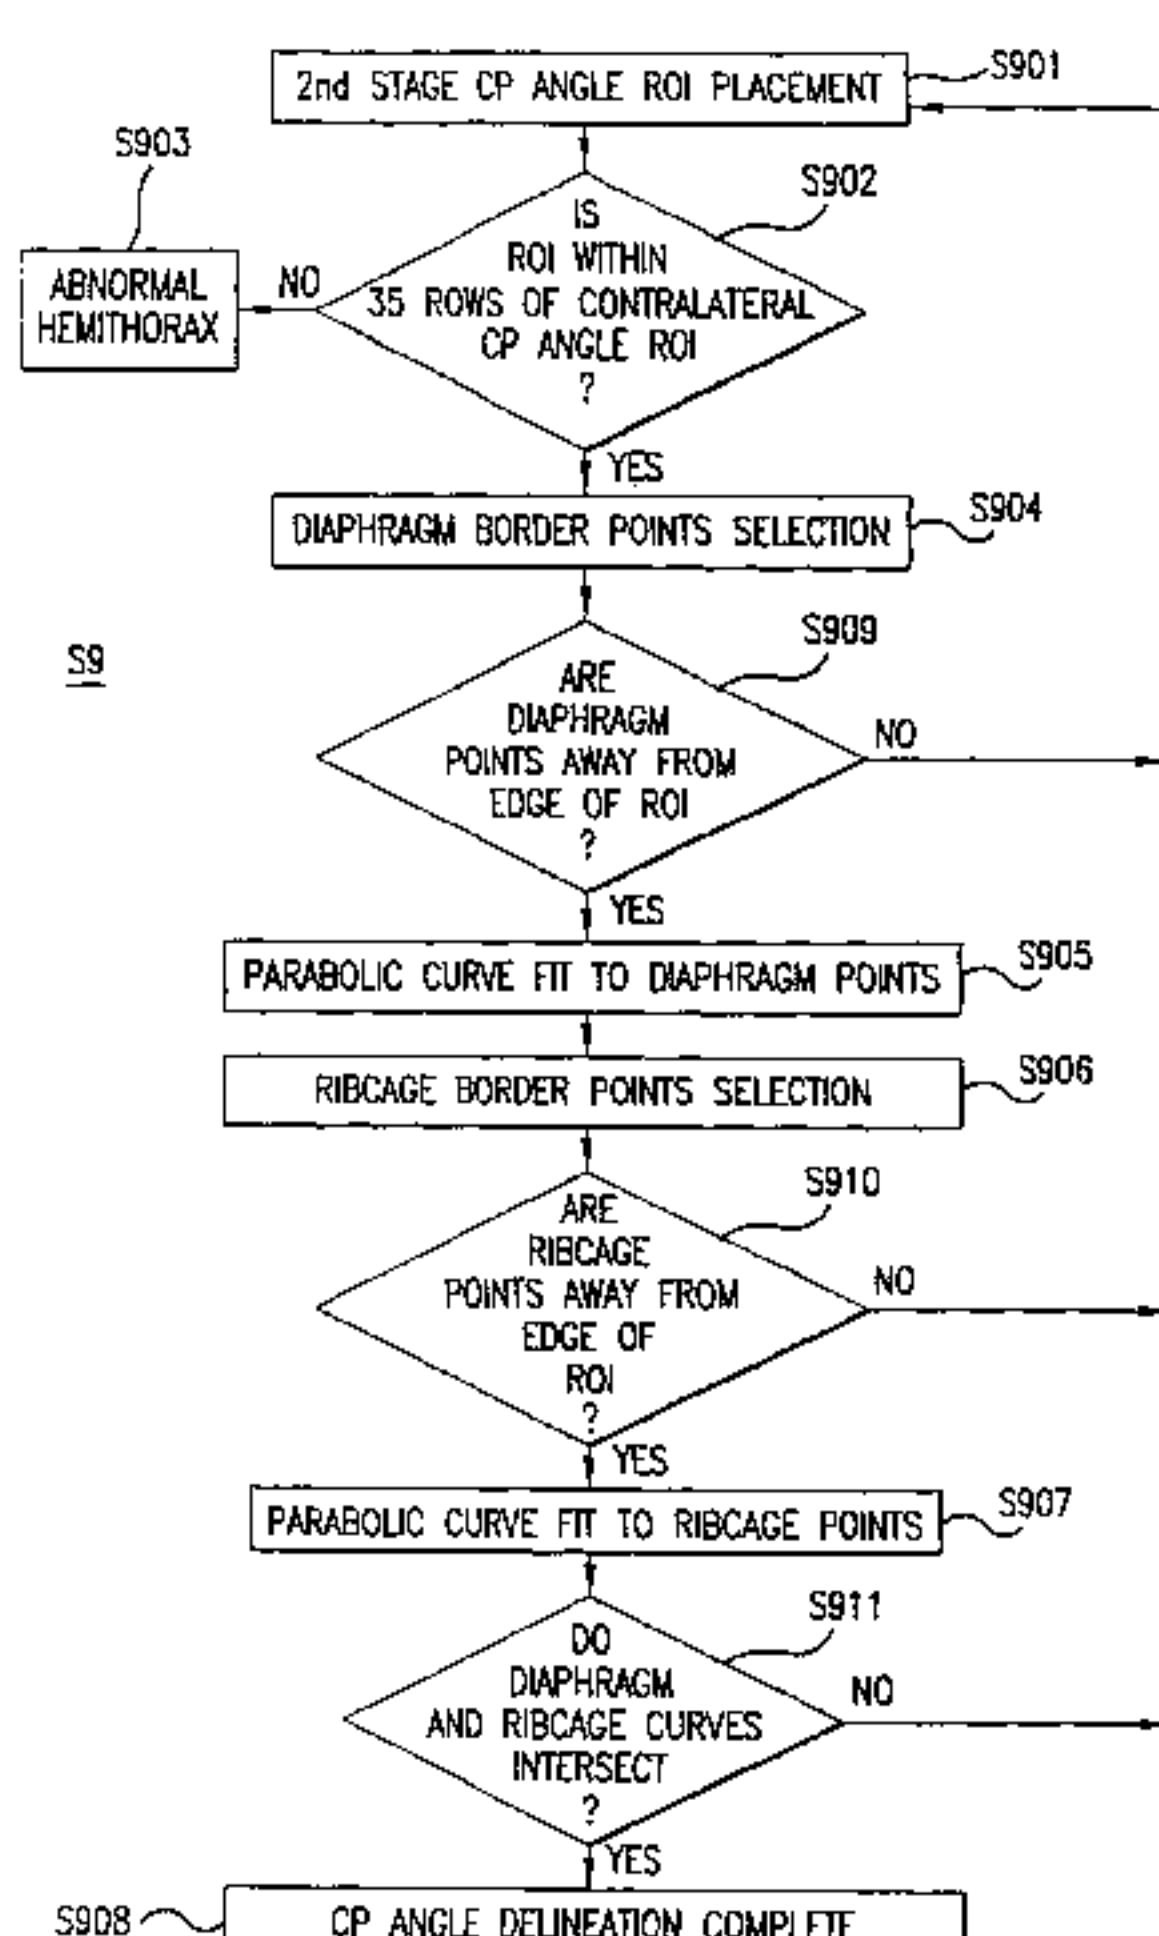 2nd STAGE CP ANGLE ROI PLACEMENT
S901
S903
S902
IS
ROI WITHIN
35 ROWS OF CONTRALATERAL
CP ANGLE ROI
?
NO
ABNORMAL
HEMITHORAX
YES
DIAPHRAGM BORDER POINTS SELECTION
S904
S9
S909
ARE
DIAPHRAGM
POINTS AWAY FROM
EDGE OF ROI
?
NO
YES
PARABOLIC CURVE FIT TO DIAPHRAGM POINTS
S905
RIBCAGE BORDER POINTS SELECTION
S906
S910
ARE
RIBCAGE
POINTS AWAY FROM
EDGE OF
ROI
?
NO
YES
PARABOLIC CURVE FIT TO RIBCAGE POINTS
S907
S911
DO
DIAPHRAGM
AND RIBCAGE CURVES
INTERSECT
?
NO
YES
S908
CP ANGLE DELINEATION COMPLETE